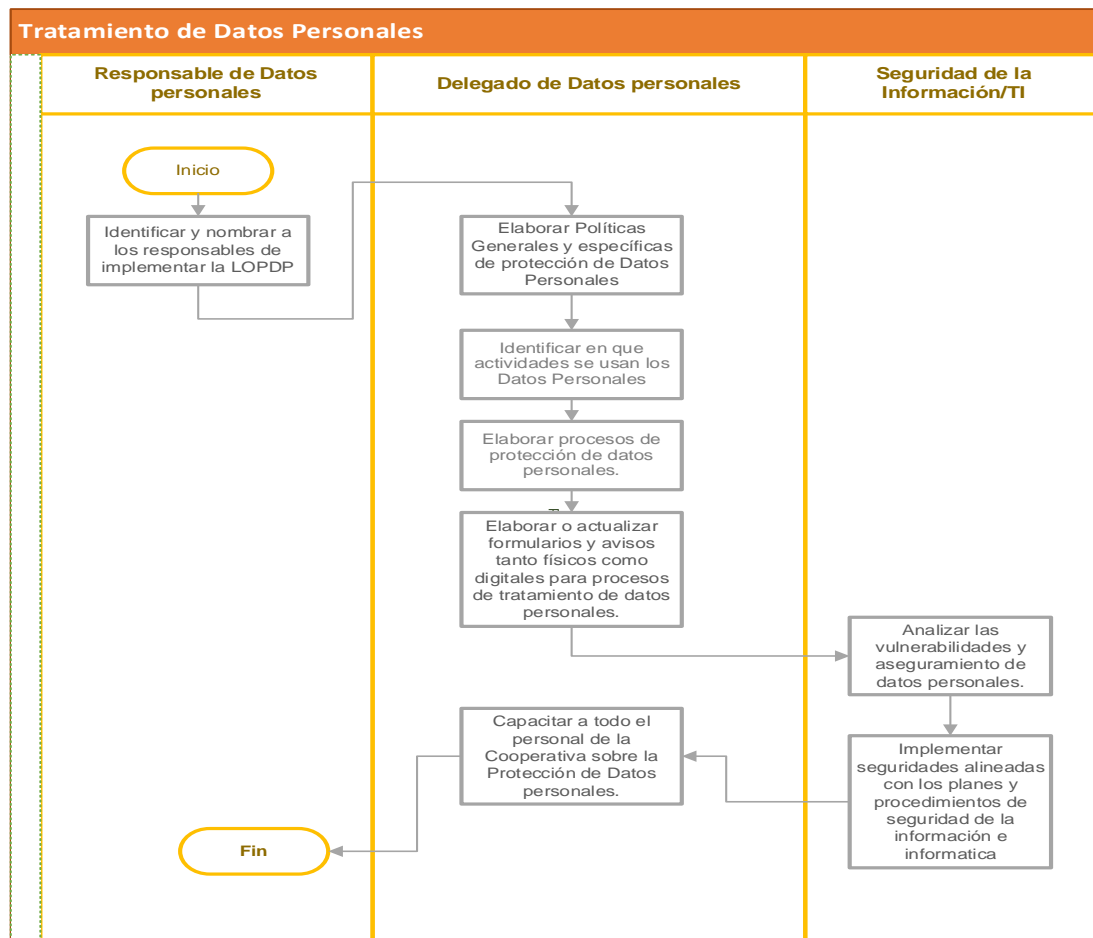 Tratamiento de Datos Personales
Responsable de Datos
personales
Delegado de Datos personales
Seguridad de la
Información/TI
Inicio
Identificar y nombrar a
los responsables de
implementar la LOPDP
Elaborar Políticas
Generales y específicas
de protección de Datos
Personales
Identificar en que
actividades se usan los
Datos Personales
Elaborar procesos de
protección de datos
personales.
Elaborar o actualizar
formularios y avisos
tanto físicos como
digitales para procesos
de tratamiento de datos
personales.
Analizar las
vulnerabilidades y
aseguramiento de
datos personales.
Implementar
seguridades alineadas
con los planes y
procedimientos de
seguridad de la
información e
informatica
Capacitar a todo el
personal de la
Cooperativa sobre la
Protección de Datos
personales.
Fin